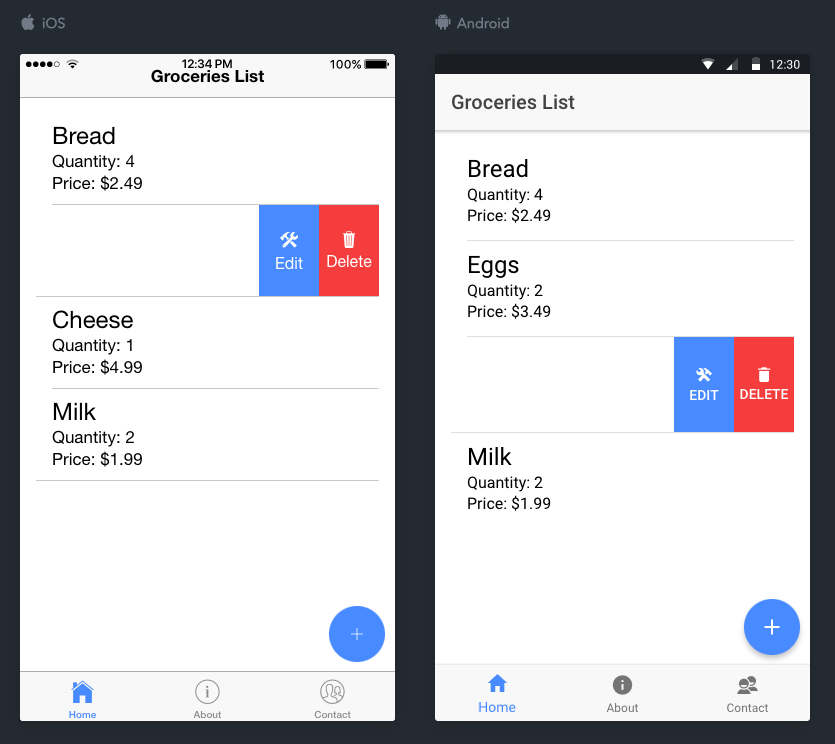 iOS
12:34 PM
100%
Groceries List
Bread
Quantity: 4
Price: $2.49
Edit
Delete
Cheese
Quantity: 1
Price: $4.99
Milk
Quantity: 2
Price: $1.99
Home
About
Contact
Android
12:30
Groceries List
Bread
Quantity: 4
Price: $2.49
Eggs
Quantity: 2
Price: $3.49
EDIT
DELETE
Milk
Quantity: 2
Price: $1.99
Home
About
Contact